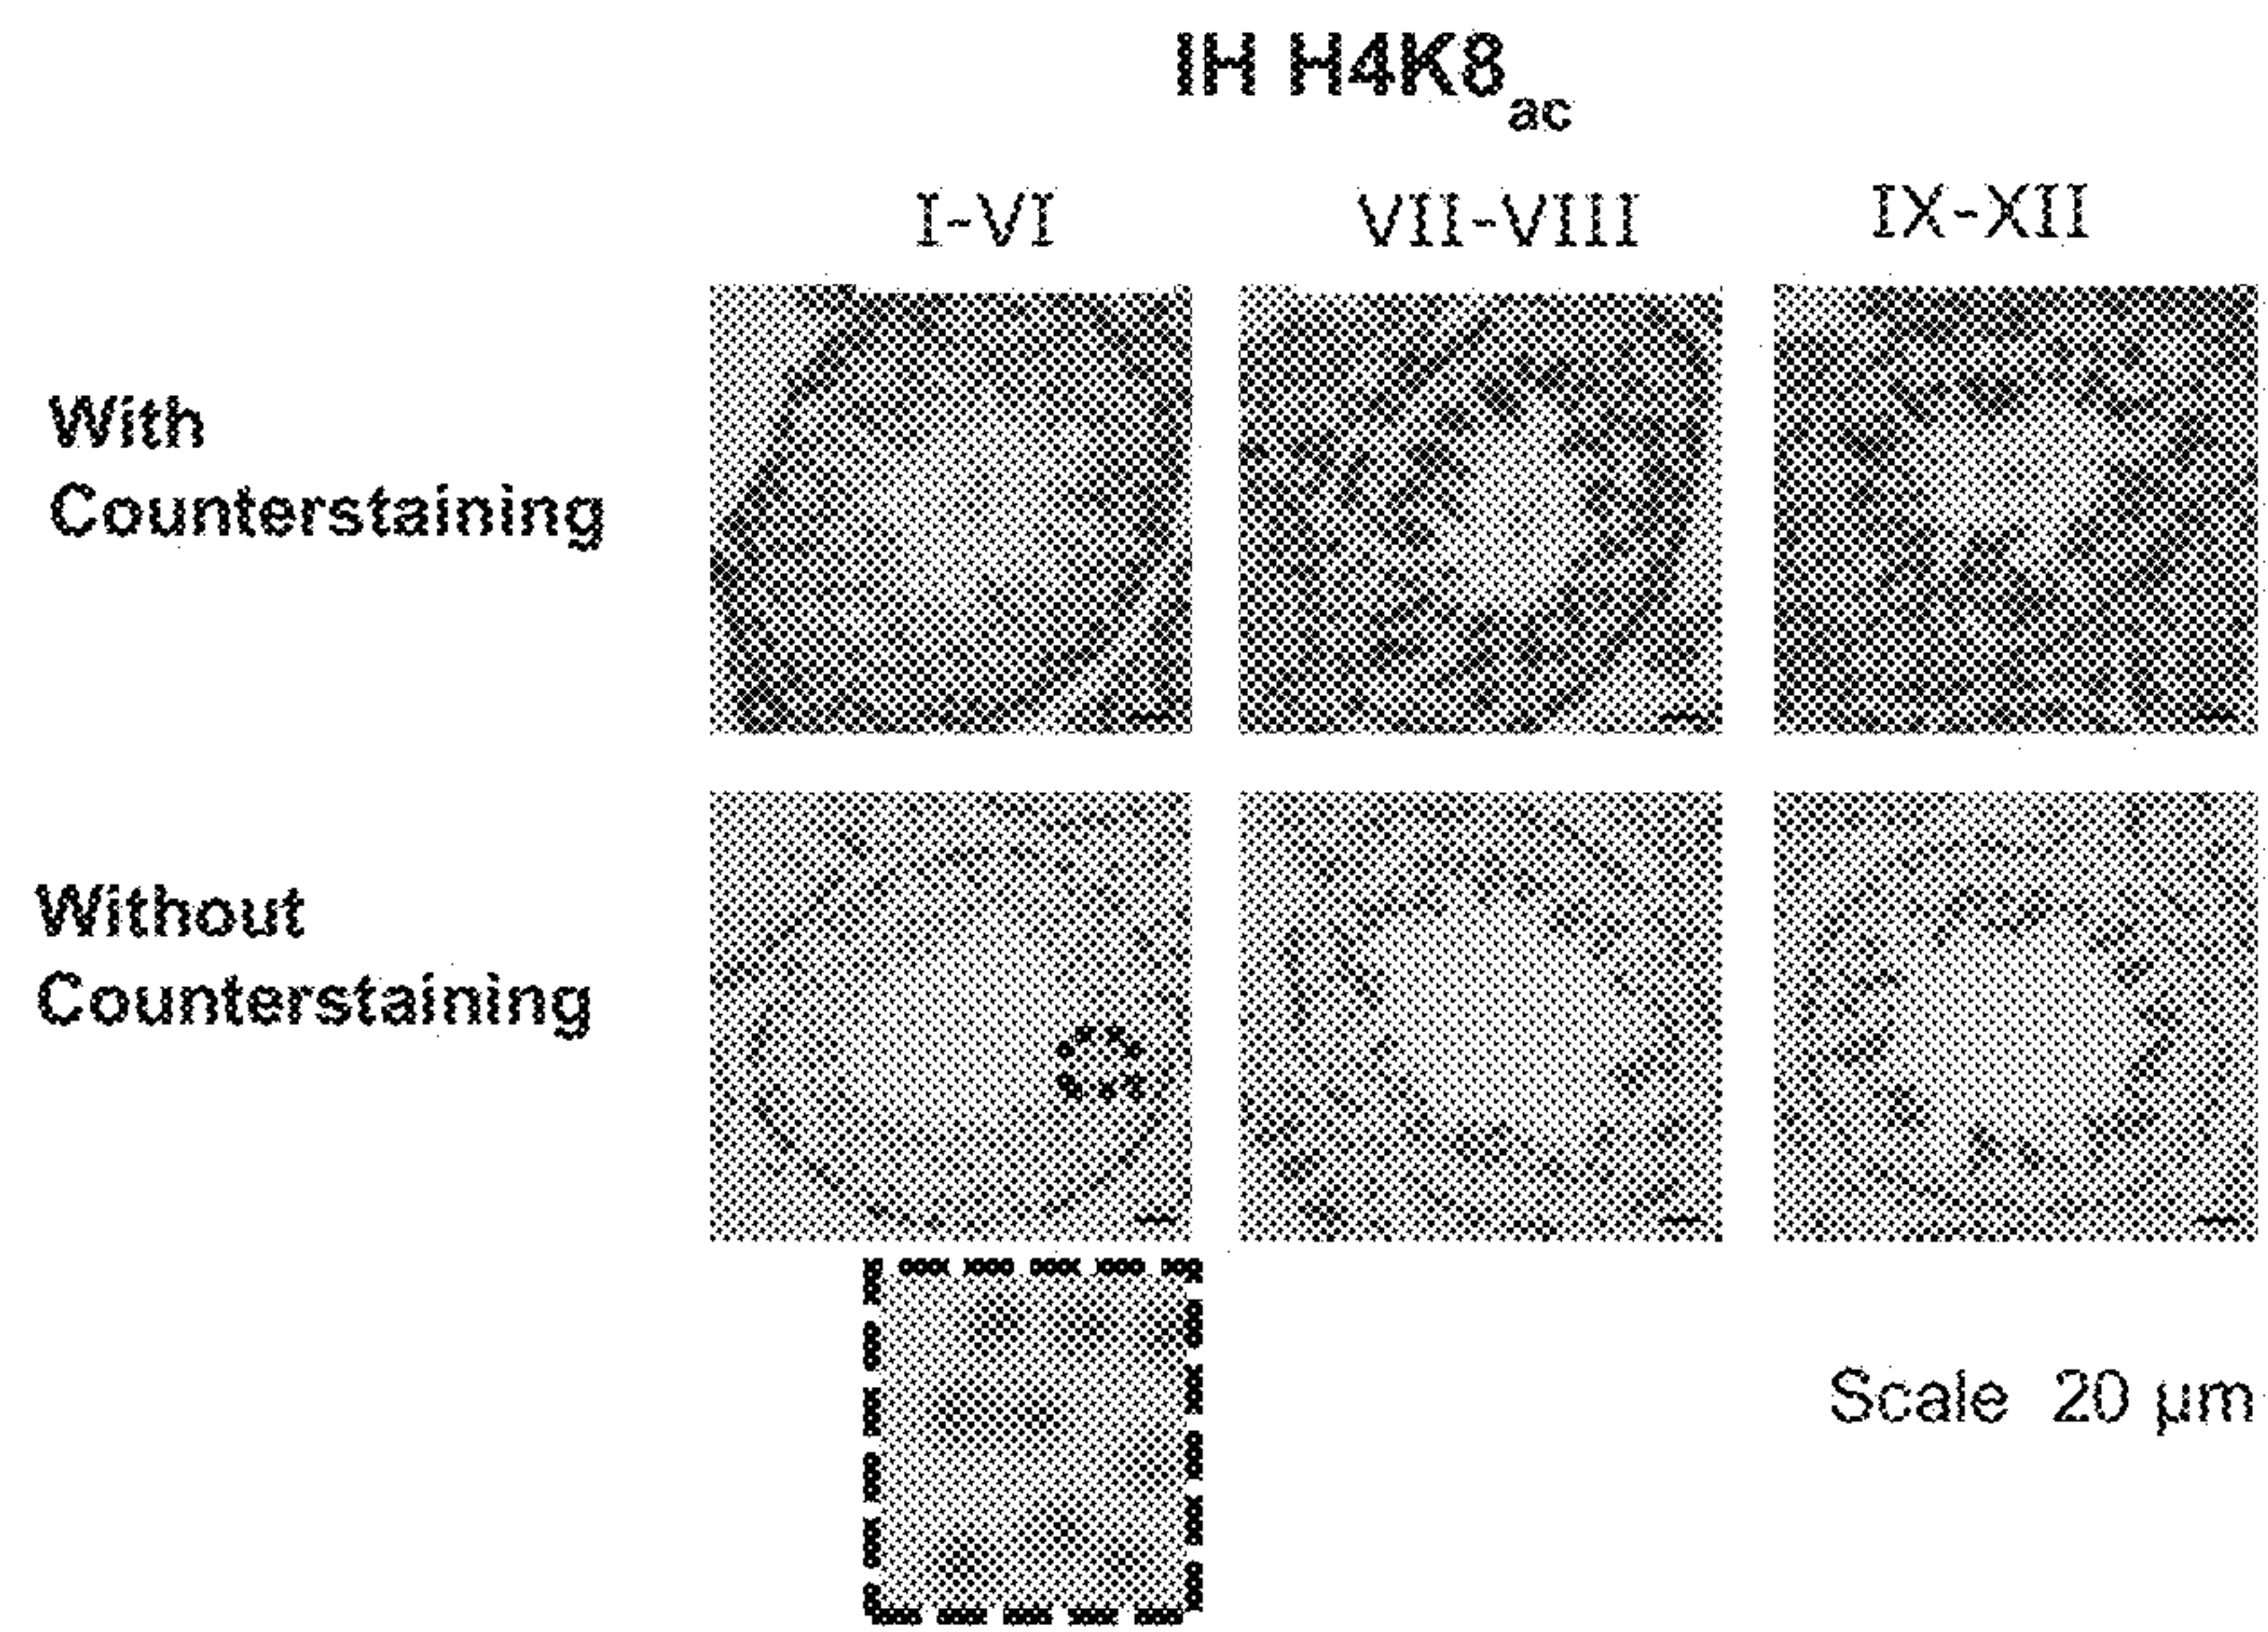 IH H4K8ac
I-VI VII-VIII IX-XII
With
Counterstaining
Without
Counterstaining
Scale 20 µm